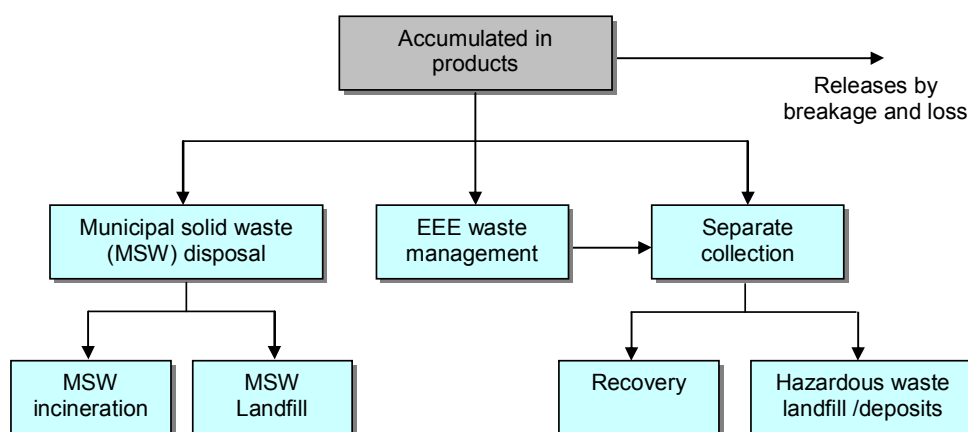 Accumulated in
products
Releases by
breakage and loss
Municipal solid waste
(MSW) disposal
EEE waste
management
Separate
collection
MSW
incineration
MSW
Landfill
Recovery
Hazardous waste
landfill /deposits